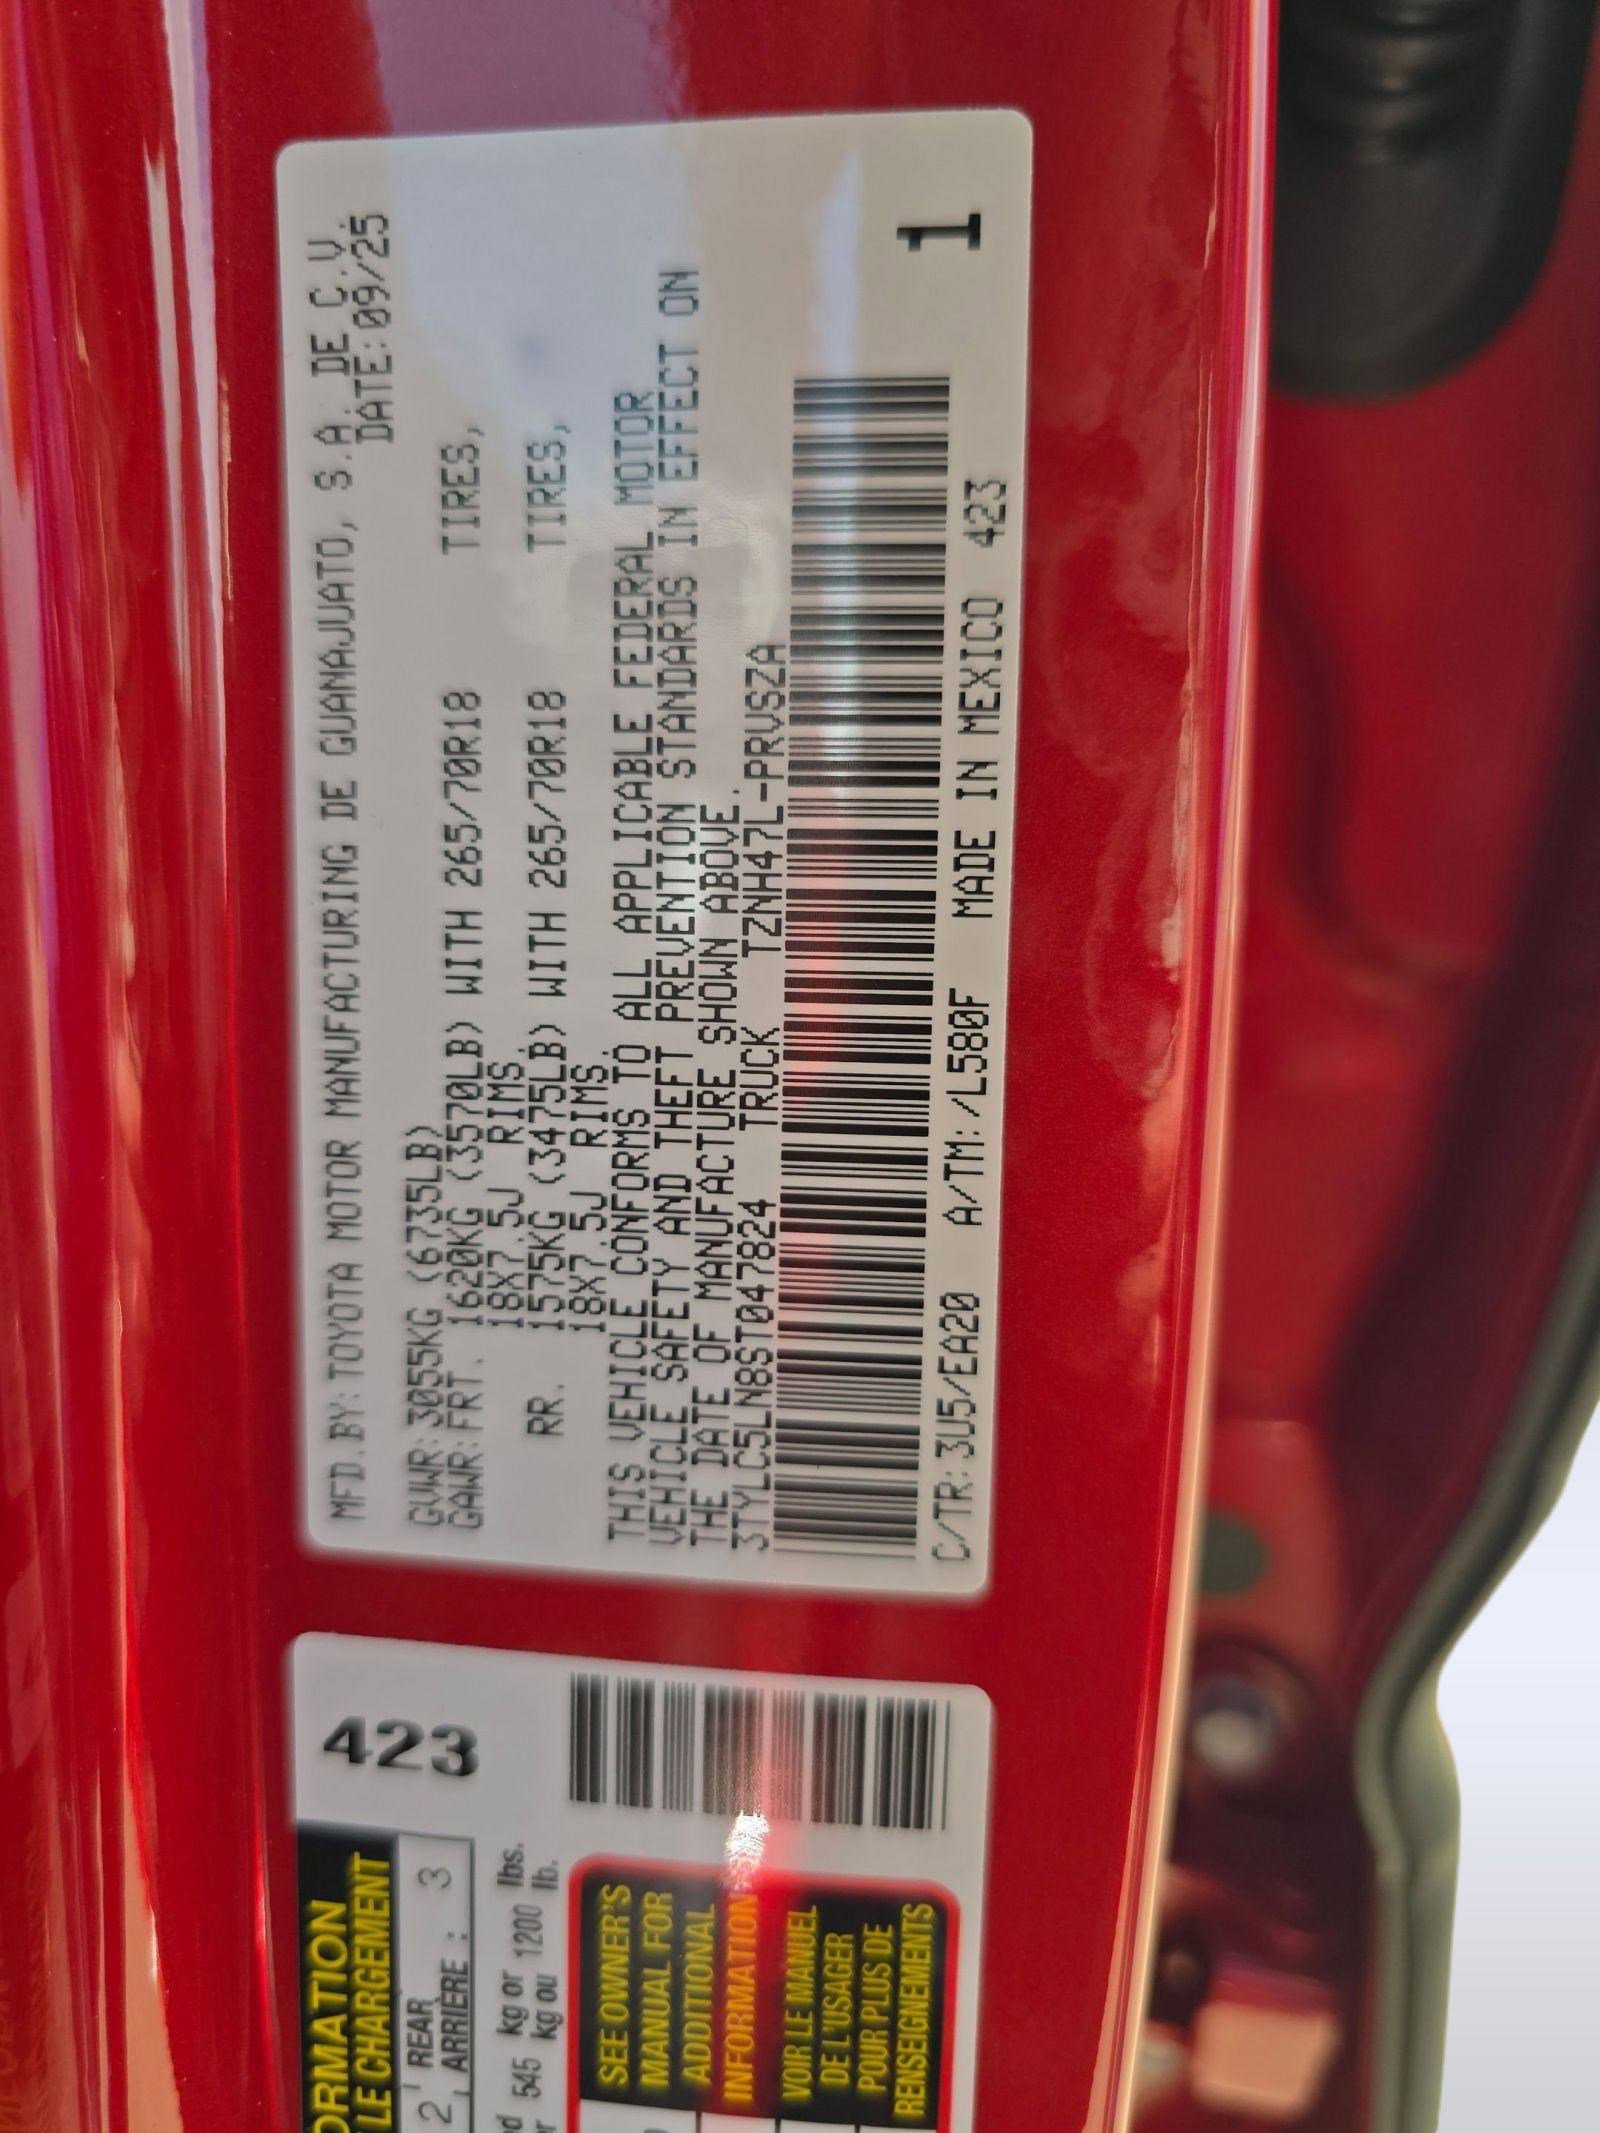 MFD.BY:TOYOTA MOTOR MANUFACTURING DE GUANAJUATO, S.A. DE C.V.
DATE:09/25
GVWR:3055KG (6735LB)
GAWR:FRT. 1620KG (3570LB) WITH 265/70R18 TIRES,
18X7.5J RIMS.
RR. 1575KG (3475LB) WITH 265/70R18 TIRES,
18X7.5J RIMS.
THIS VEHICLE CONFORMS TO ALL APPLICABLE FEDERAL MOTOR
VEHICLE SAFETY AND THEFT PREVENTION STANDARDS IN EFFECT ON
THE DATE OF MANUFACTURE SHOWN ABOVE.
3TYLC5LN8ST047824 TRUCK TZNH47L-PRVSZA
C/TR:3U5/EA20 A/TM:/L580F MADE IN MEXICO 423
1
423
LE CHARGEMENT
2 REAR
, ARRIÈRE : 3
545 kg or 1200 lbs.
kg ou lb.
SEE OWNER'S
MANUAL FOR
ADDITIONAL
INFORMATION
VOIR LE MANUEL
DE L'USAGER
POUR PLUS DE
RENSEIGNEMENTS